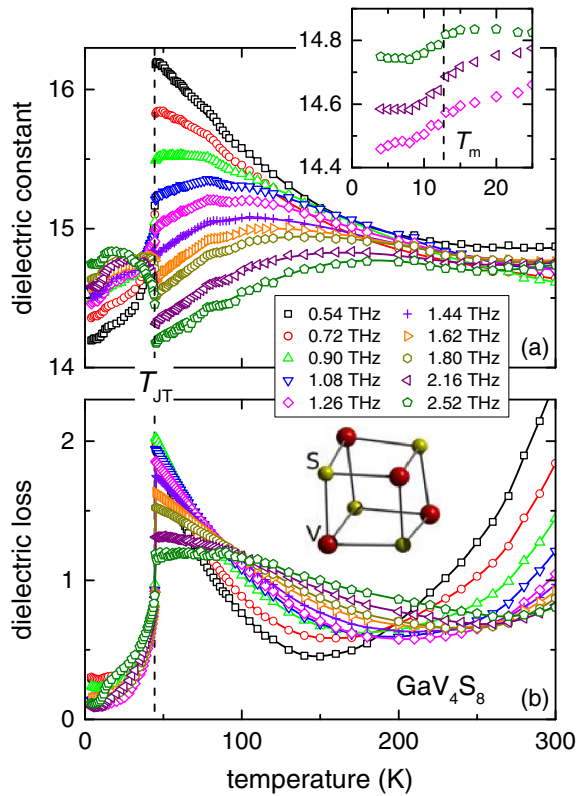 14.8
14.6
14.4
0 10 20
T_m
16
15
14
dielectric constant
0.54 THz 1.44 THz
0.72 THz 1.62 THz
0.90 THz 1.80 THz
1.08 THz 2.16 THz
1.26 THz 2.52 THz
(a)
T_JT
2
1
0
dielectric loss
S
V
GaV₄S₈
(b)
0 100 200 300
temperature (K)